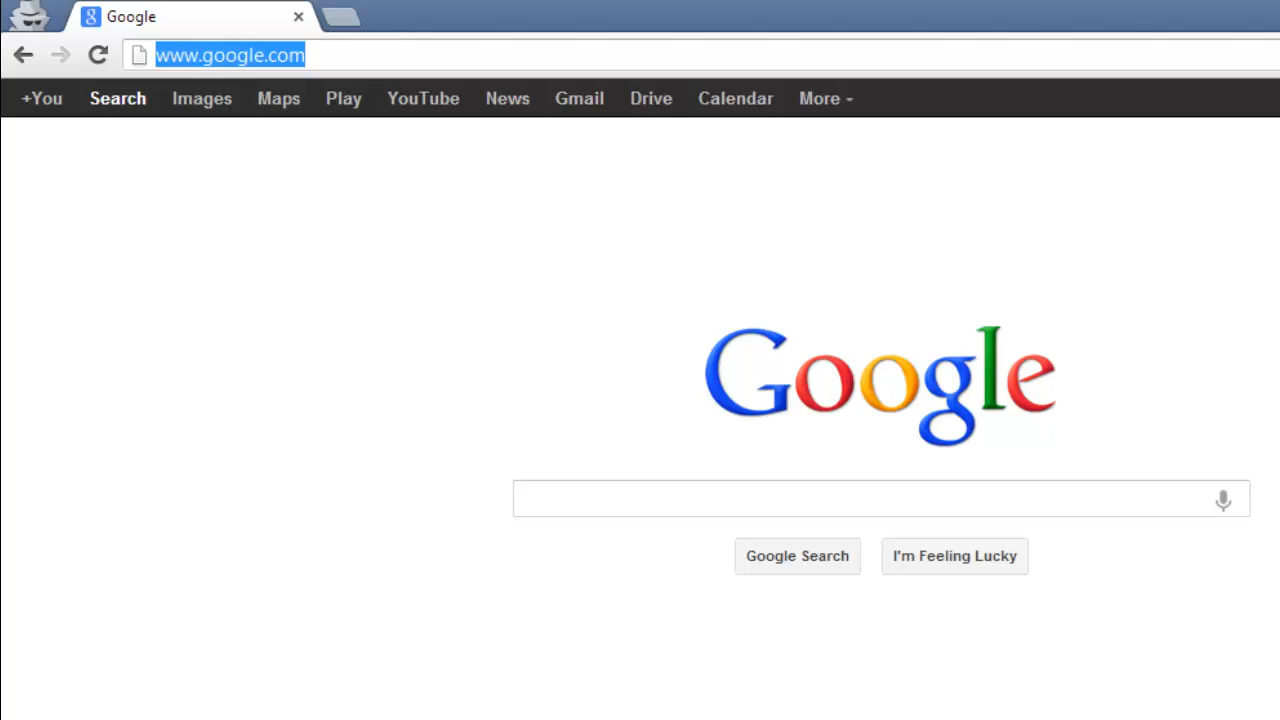 Google
www.google.com
+You Search Images Maps Play YouTube News Gmail Drive Calendar More
Google
Google Search I'm Feeling Lucky